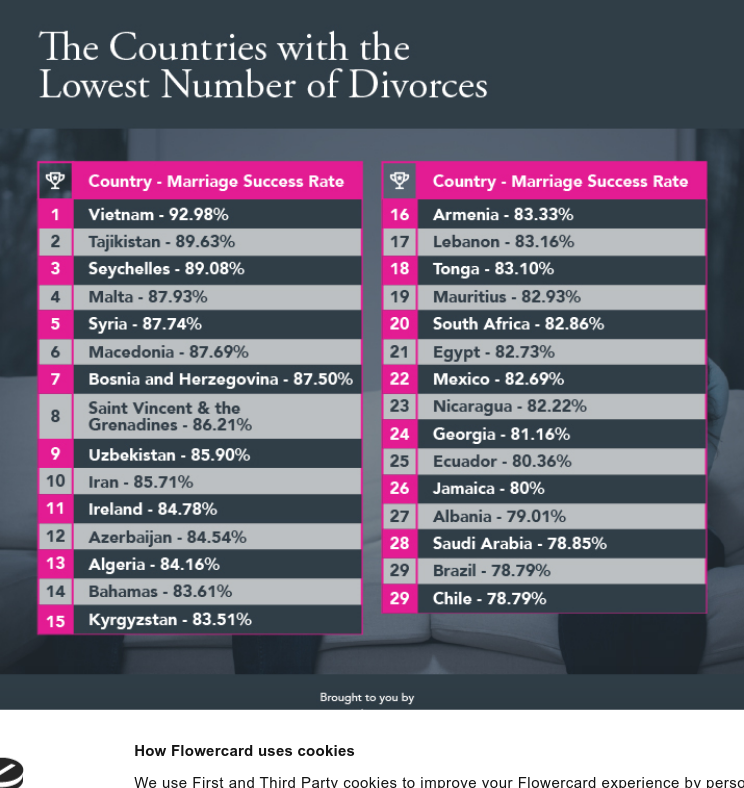 The Countries with the
Lowest Number of Divorces
Country - Marriage Success Rate
1 Vietnam - 92.98%
2 Tajikistan - 89.63%
3 Seychelles - 89.08%
4 Malta - 87.93%
5 Syria - 87.74%
6 Macedonia - 87.69%
7 Bosnia and Herzegovina - 87.50%
8 Saint Vincent & the
Grenadines - 86.21%
9 Uzbekistan - 85.90%
10 Iran - 85.71%
11 Ireland - 84.78%
12 Azerbaijan - 84.54%
13 Algeria - 84.16%
14 Bahamas - 83.61%
15 Kyrgyzstan - 83.51%
Country - Marriage Success Rate
16 Armenia - 83.33%
17 Lebanon - 83.16%
18 Tonga - 83.10%
19 Mauritius - 82.93%
20 South Africa - 82.86%
21 Egypt - 82.73%
22 Mexico - 82.69%
23 Nicaragua - 82.22%
24 Georgia - 81.16%
25 Ecuador - 80.36%
26 Jamaica - 80%
27 Albania - 79.01%
28 Saudi Arabia - 78.85%
29 Brazil - 78.79%
29 Chile - 78.79%
Brought to you by
How Flowercard uses cookies
We use First and Third Party cookies to improve your Flowercard experience by